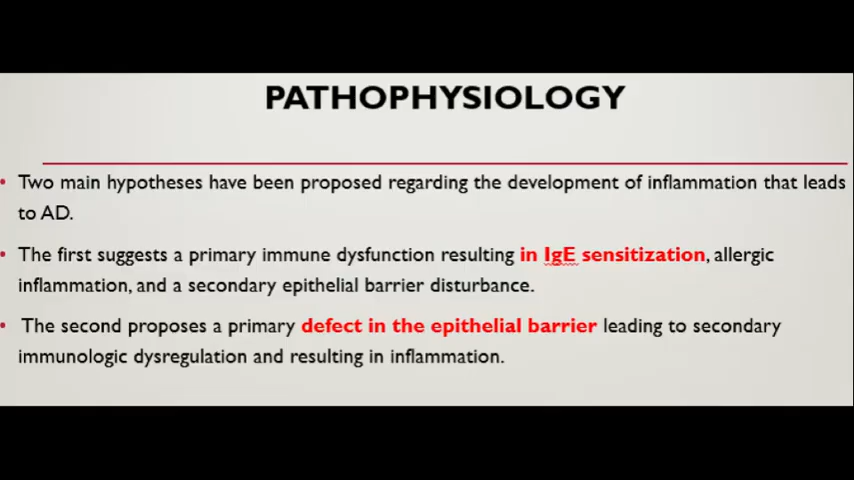 PATHOPHYSIOLOGY
• Two main hypotheses have been proposed regarding the development of inflammation that leads
to AD.
• The first suggests a primary immune dysfunction resulting in IgE sensitization, allergic
inflammation, and a secondary epithelial barrier disturbance.
• The second proposes a primary defect in the epithelial barrier leading to secondary
immunologic dysregulation and resulting in inflammation.